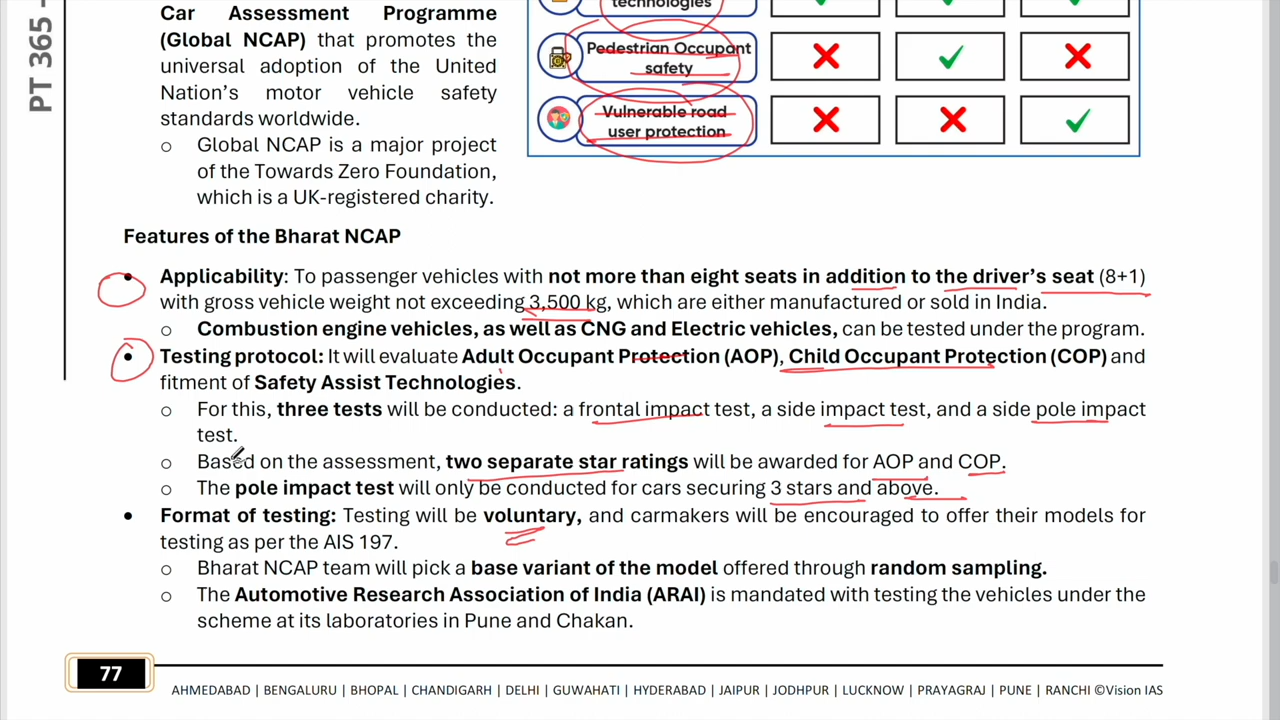 PT 365 -
Car Assessment Programme
(Global NCAP) that promotes the
universal adoption of the United
Nation's motor vehicle safety
standards worldwide.
o Global NCAP is a major project
of the Towards Zero Foundation,
which is a UK-registered charity.
technologies
Pedestrian Occupant
safety
Vulnerable road
user protection
Features of the Bharat NCAP
• Applicability: To passenger vehicles with not more than eight seats in addition to the driver's seat (8+1)
with gross vehicle weight not exceeding 3,500 kg, which are either manufactured or sold in India.
o Combustion engine vehicles, as well as CNG and Electric vehicles, can be tested under the program.
• Testing protocol: It will evaluate Adult Occupant Protection (AOP), Child Occupant Protection (COP) and
fitment of Safety Assist Technologies.
o For this, three tests will be conducted: a frontal impact test, a side impact test, and a side pole impact
test.
o Based on the assessment, two separate star ratings will be awarded for AOP and COP.
o The pole impact test will only be conducted for cars securing 3 stars and above.
• Format of testing: Testing will be voluntary, and carmakers will be encouraged to offer their models for
testing as per the AIS 197.
o Bharat NCAP team will pick a base variant of the model offered through random sampling.
o The Automotive Research Association of India (ARAI) is mandated with testing the vehicles under the
scheme at its laboratories in Pune and Chakan.
77
AHMEDABAD | BENGALURU | BHOPAL | CHANDIGARH | DELHI | GUWAHATI | HYDERABAD | JAIPUR | JODHPUR | LUCKNOW | PRAYAGRAJ | PUNE | RANCHI ©Vision IAS